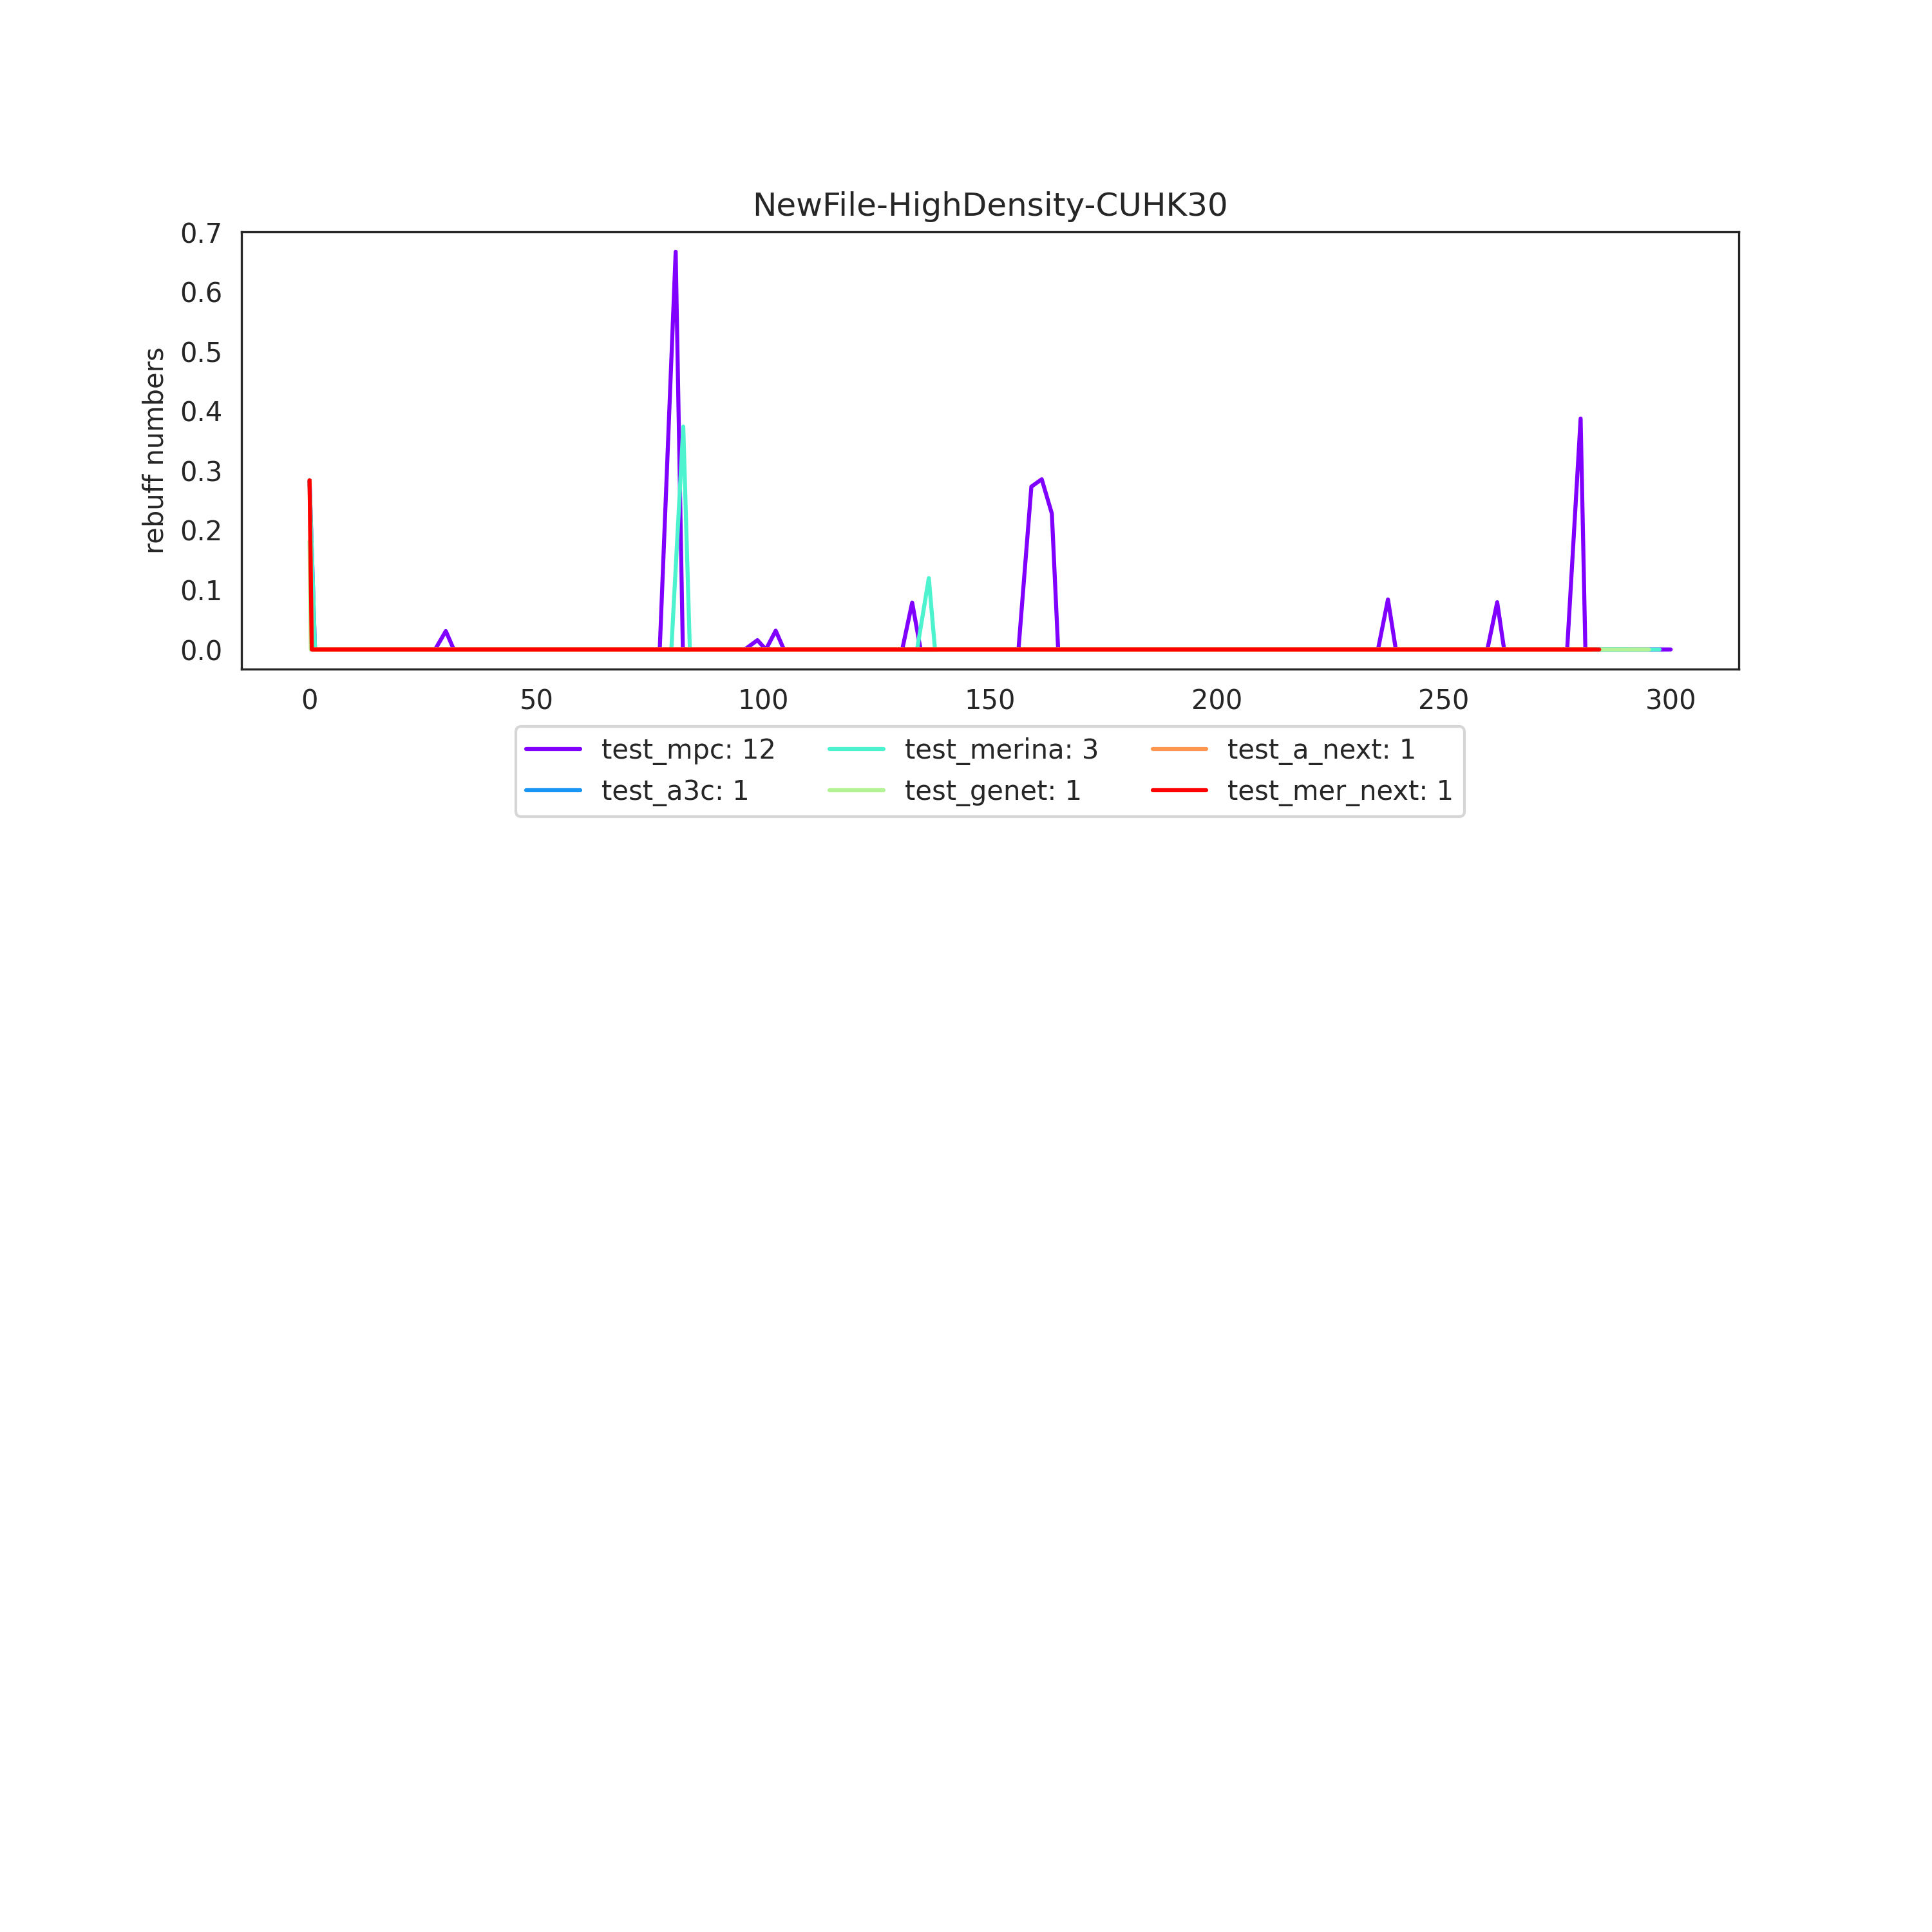 NewFile-HighDensity-CUHK30
0.7
0.6
0.5
0.4
0.3
0.2
0.1
0.0
rebuff numbers
0 50 100 150 200 250 300
test_mpc: 12 test_merina: 3 test_a_next: 1
test_a3c: 1 test_genet: 1 test_mer_next: 1